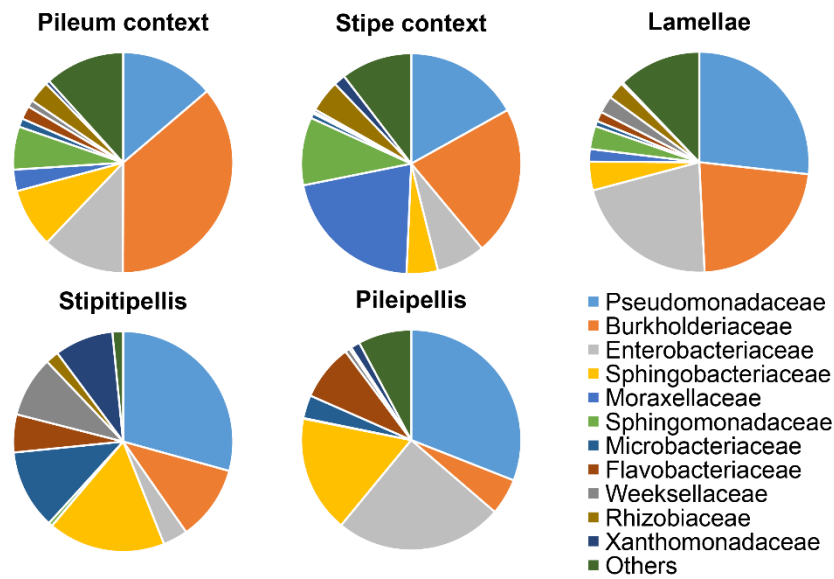 Pileum context
Stipe context
Lamellae
Stipitipellis
Pileipellis
Pseudomonadaceae
Burkholderiaceae
Enterobacteriaceae
Sphingobacteriaceae
Moraxellaceae
Sphingomonadaceae
Microbacteriaceae
Flavobacteriaceae
Weeksellaceae
Rhizobiaceae
Xanthomonadaceae
Others